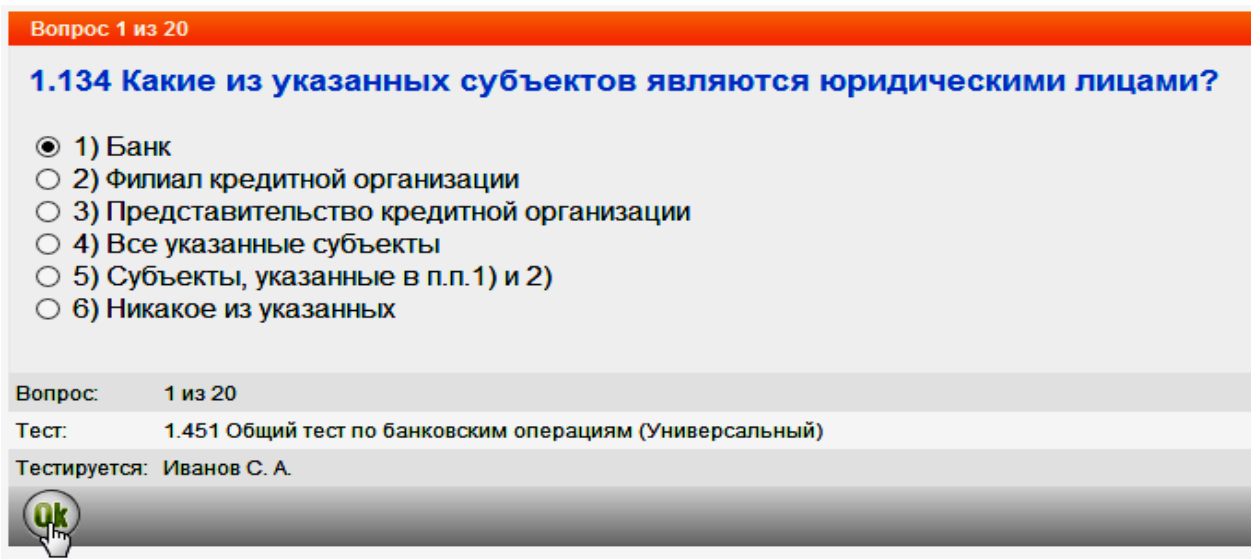 Вопрос 1 из 20
1.134 Какие из указанных субъектов являются юридическими лицами?
1) Банк
2) Филиал кредитной организации
3) Представительство кредитной организации
4) Все указанные субъекты
5) Субъекты, указанные в п.п.1) и 2)
6) Никакое из указанных
Вопрос: 1 из 20
Тест: 1.451 Общий тест по банковским операциям (Универсальный)
Тестируется: Иванов С. А.
Ok